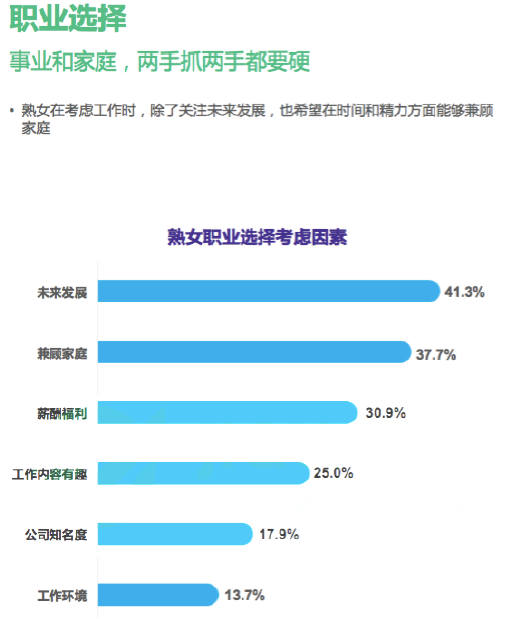 职业选择
事业和家庭，两手抓两手都要硬
• 熟女在考虑工作时，除了关注未来发展，也希望在时间和精力方面能够兼顾
家庭
熟女职业选择考虑因素
未来发展 41.3%
兼顾家庭 37.7%
薪酬福利 30.9%
工作内容有趣 25.0%
公司知名度 17.9%
工作环境 13.7%